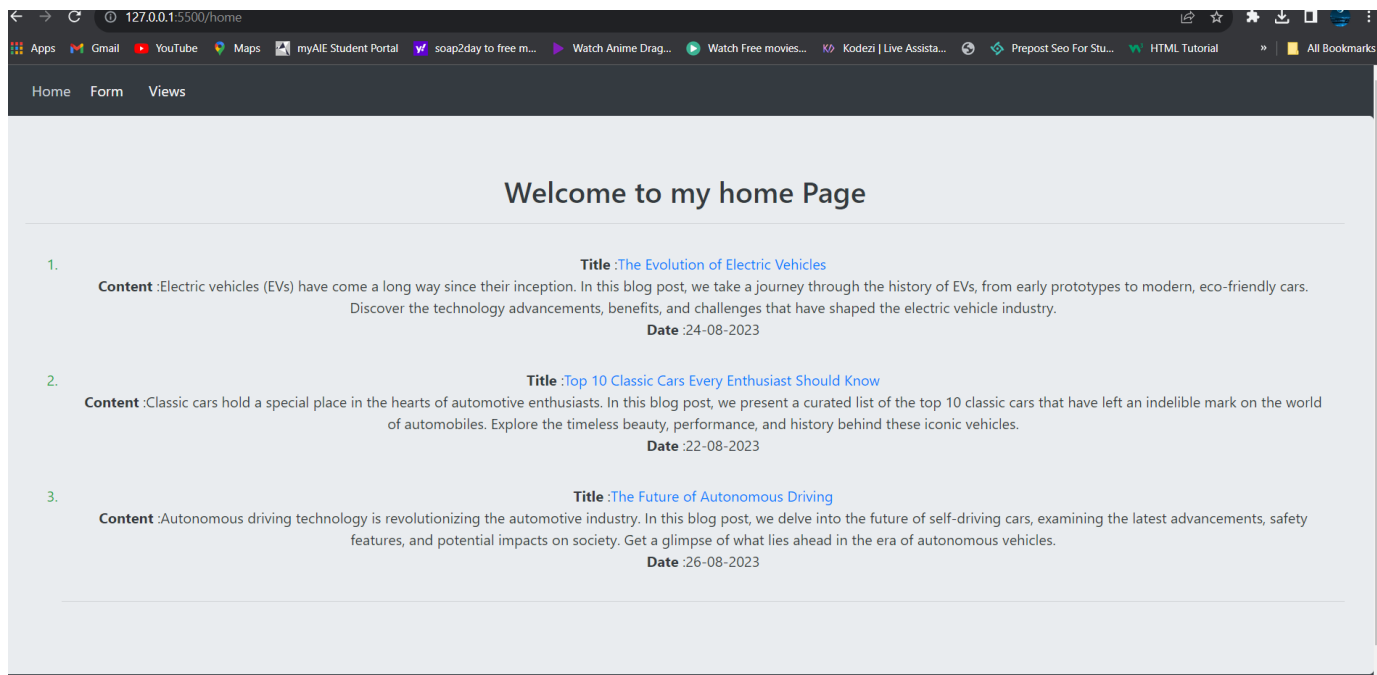 127.0.0.1:5500/home
Apps Gmail YouTube Maps myAIE Student Portal soap2day to free m... Watch Anime Drag... Watch Free movies... Kodezi | Live Assista... Prepost Seo For Stu... HTML Tutorial » All Bookmarks
Home Form Views
Welcome to my home Page
1. Title :The Evolution of Electric Vehicles
Content :Electric vehicles (EVs) have come a long way since their inception. In this blog post, we take a journey through the history of EVs, from early prototypes to modern, eco-friendly cars.
Discover the technology advancements, benefits, and challenges that have shaped the electric vehicle industry.
Date :24-08-2023
2. Title :Top 10 Classic Cars Every Enthusiast Should Know
Content :Classic cars hold a special place in the hearts of automotive enthusiasts. In this blog post, we present a curated list of the top 10 classic cars that have left an indelible mark on the world
of automobiles. Explore the timeless beauty, performance, and history behind these iconic vehicles.
Date :22-08-2023
3. Title :The Future of Autonomous Driving
Content :Autonomous driving technology is revolutionizing the automotive industry. In this blog post, we delve into the future of self-driving cars, examining the latest advancements, safety
features, and potential impacts on society. Get a glimpse of what lies ahead in the era of autonomous vehicles.
Date :26-08-2023